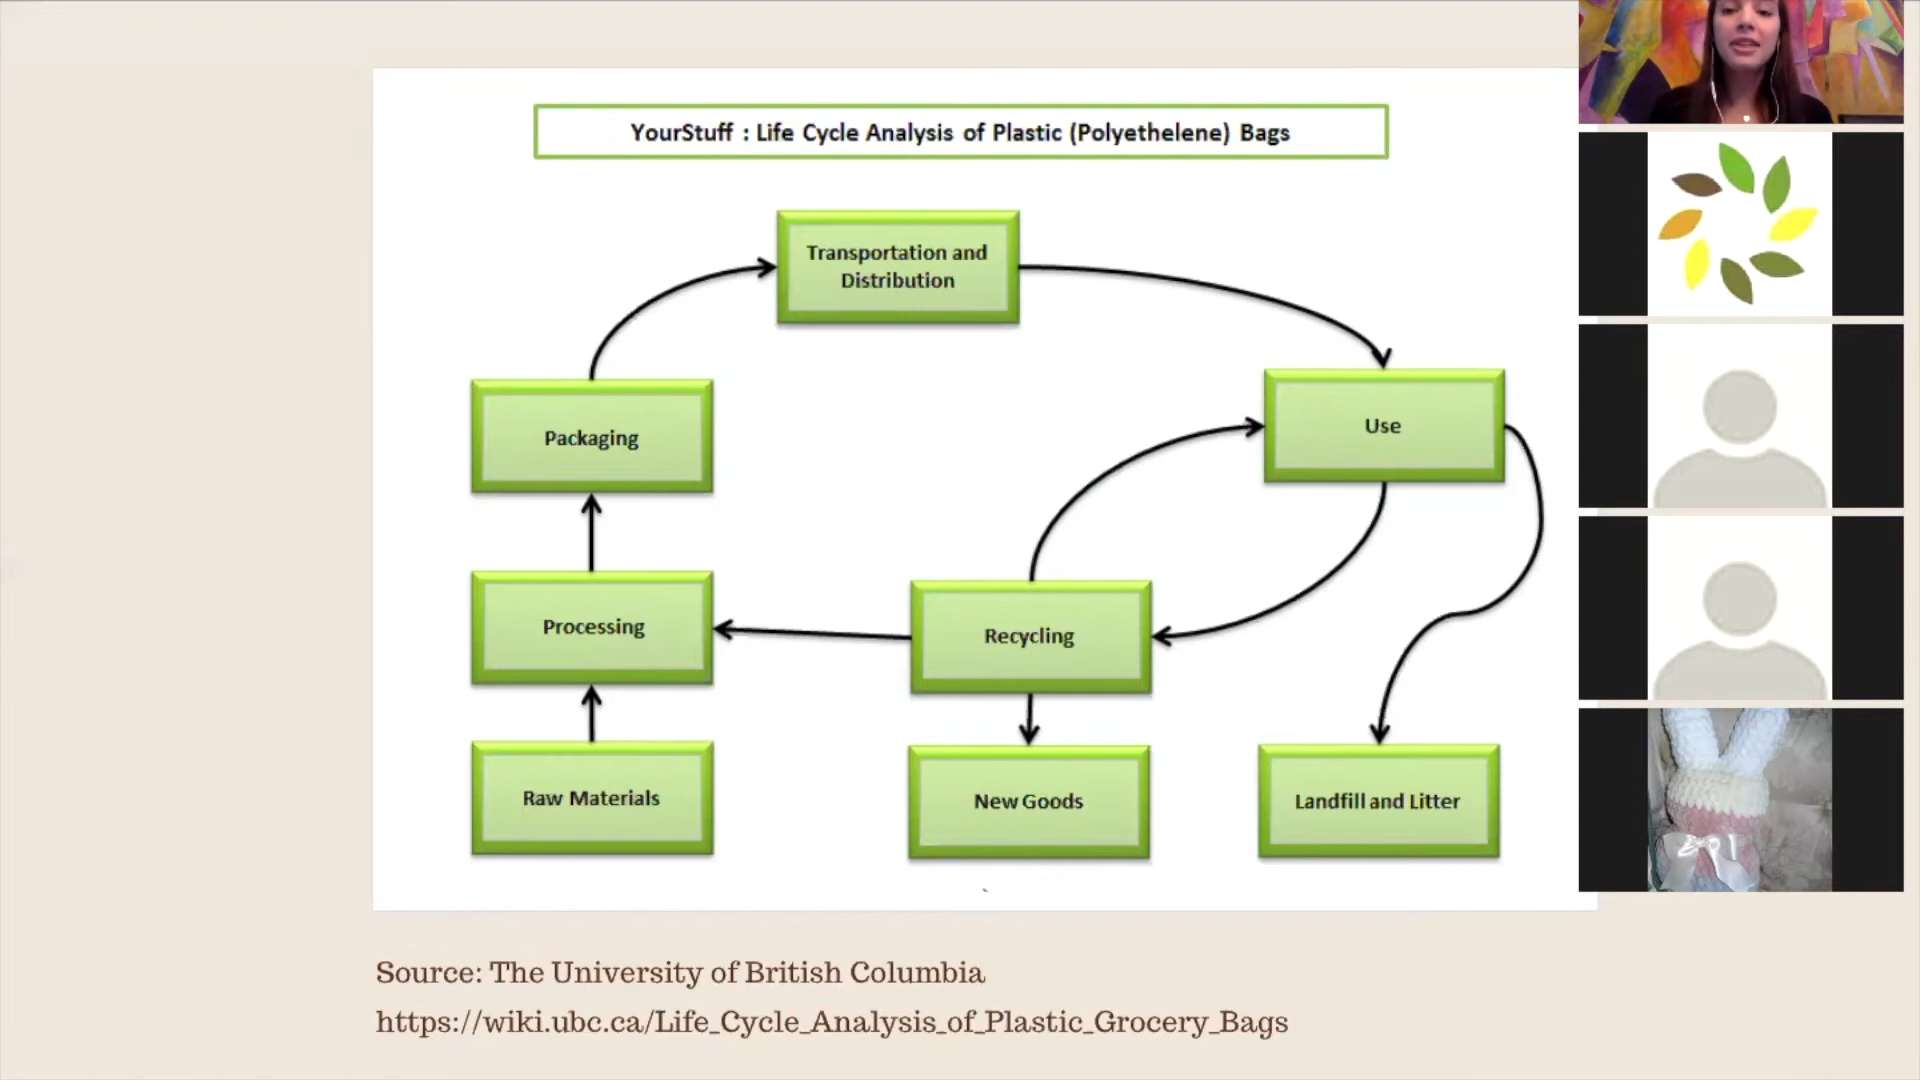 YourStuff : Life Cycle Analysis of Plastic (Polyethelene) Bags
Transportation and
Distribution
Packaging
Use
Processing
Recycling
Raw Materials
New Goods
Landfill and Litter
Source: The University of British Columbia
https://wiki.ubc.ca/Life_Cycle_Analysis_of_Plastic_Grocery_Bags